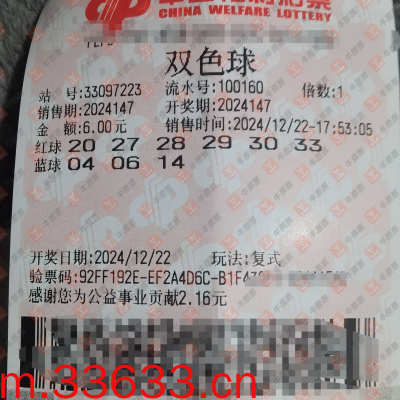 CHINA WELFARE LOTTERY
双色球
站 号:33097223 流水号:100160 倍数:1
销售期:2024147 开奖期:2024147
金 额:6.00元 销售时间:2024/12/22-17:53:05
红球 20 27 28 29 30 33
蓝球 04 06 14
开奖日期:2024/12/22 玩法:复式
验票码:92FF192E-EF2A4D6C-B1F
感谢您为公益事业贡献2.16元
m.33633.cn